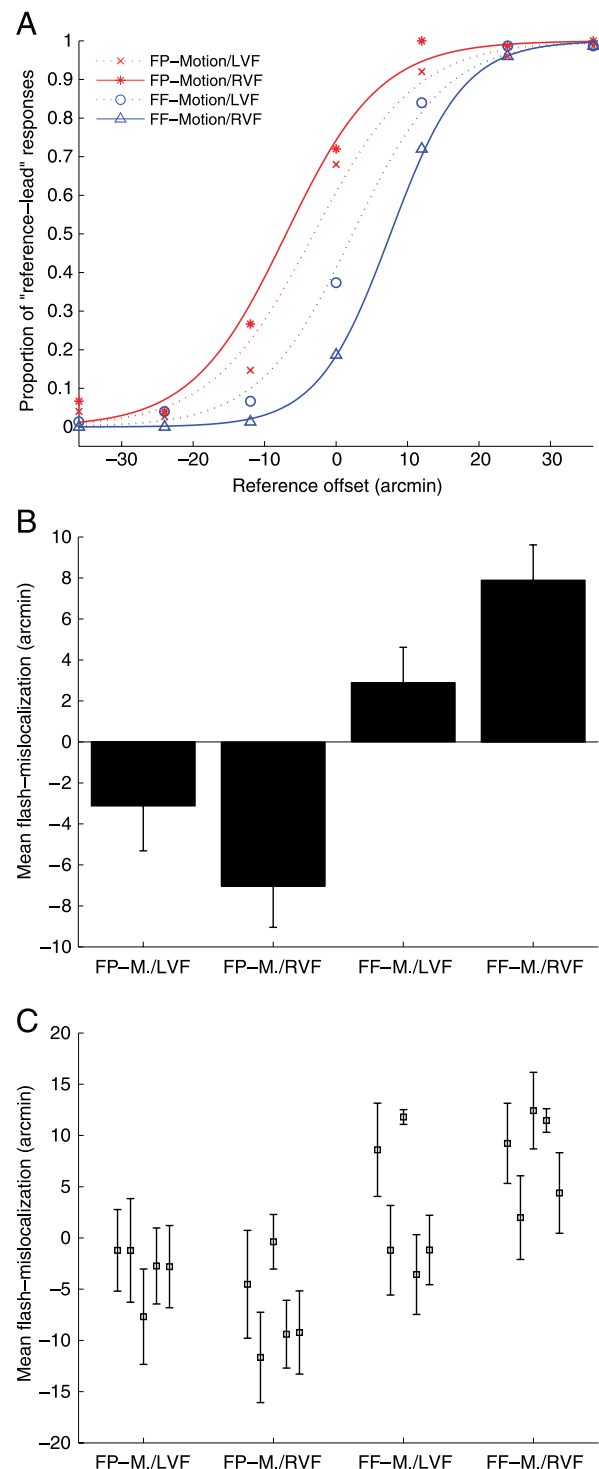 A
1
0.9
0.8
0.7
0.6
0.5
0.4
0.3
0.2
0.1
0
Proportion of "reference–lead" responses
FP–Motion/LVF
FP–Motion/RVF
FF–Motion/LVF
FF–Motion/RVF
–30 –20 –10 0 10 20 30
Reference offset (arcmin)
B
10
8
6
4
2
0
–2
–4
–6
–8
–10
Mean flash–mislocalization (arcmin)
FP–M./LVF FP–M./RVF FF–M./LVF FF–M./RVF
C
20
15
10
5
0
–5
–10
–15
–20
Mean flash–mislocalization (arcmin)
FP–M./LVF FP–M./RVF FF–M./LVF FF–M./RVF